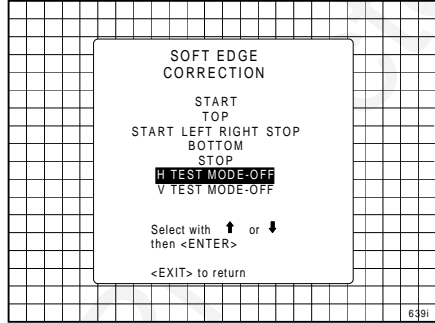 SOFT EDGE
CORRECTION
START
TOP
START LEFT RIGHT STOP
BOTTOM
STOP
H TEST MODE-OFF
V TEST MODE-OFF
Select with ⬆ or ⬇
then <ENTER>
<EXIT> to return
639i